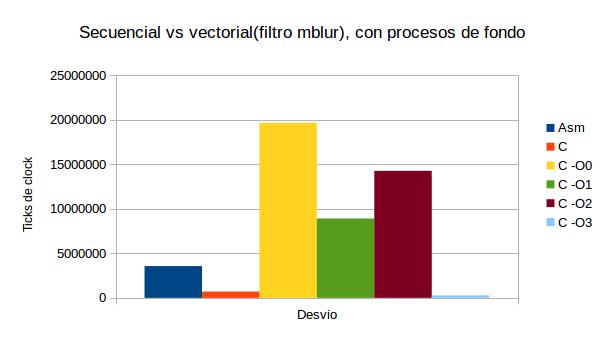 Secuencial vs vectorial(filtro mblur), con procesos de fondo
25000000
20000000
15000000
10000000
5000000
0
Ticks de clock
Desvio
Asm
C
C -O0
C -O1
C -O2
C -O3